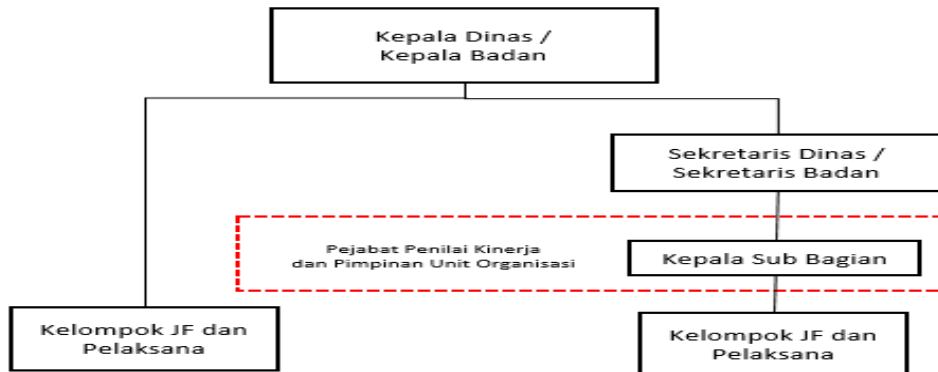 Kepala Dinas /
Kepala Badan
Sekretaris Dinas /
Sekretaris Badan
Pejabat Penilai Kinerja
dan Pimpinan Unit Organisasi
Kepala Sub Bagian
Kelompok JF dan
Pelaksana
Kelompok JF dan
Pelaksana